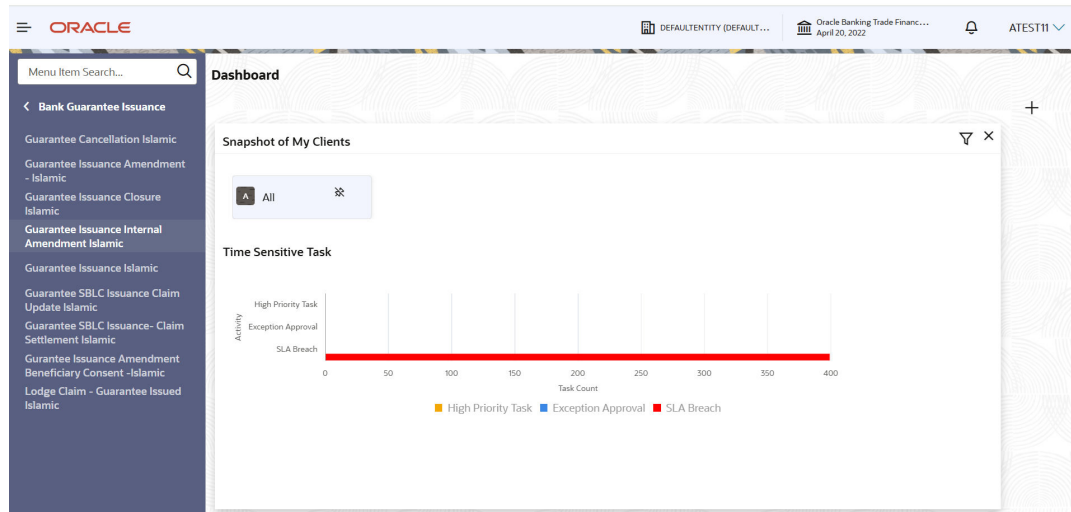 ORACLE
DEFAULTENTITY (DEFAULT...
Oracle Banking Trade Financ...
April 20, 2022
ATEST11
Menu Item Search...
Bank Guarantee Issuance
Guarantee Cancellation Islamic
Guarantee Issuance Amendment
- Islamic
Guarantee Issuance Closure
Islamic
Guarantee Issuance Internal
Amendment Islamic
Guarantee Issuance Islamic
Guarantee SBLC Issuance Claim
Update Islamic
Guarantee SBLC Issuance- Claim
Settlement Islamic
Gurantee Issuance Amendment
Beneficiary Consent -Islamic
Lodge Claim - Guarantee Issued
Islamic
Dashboard
Snapshot of My Clients
A All
Time Sensitive Task
Activity
High Priority Task
Exception Approval
SLA Breach
0 50 100 150 200 250 300 350 400
Task Count
High Priority Task Exception Approval SLA Breach